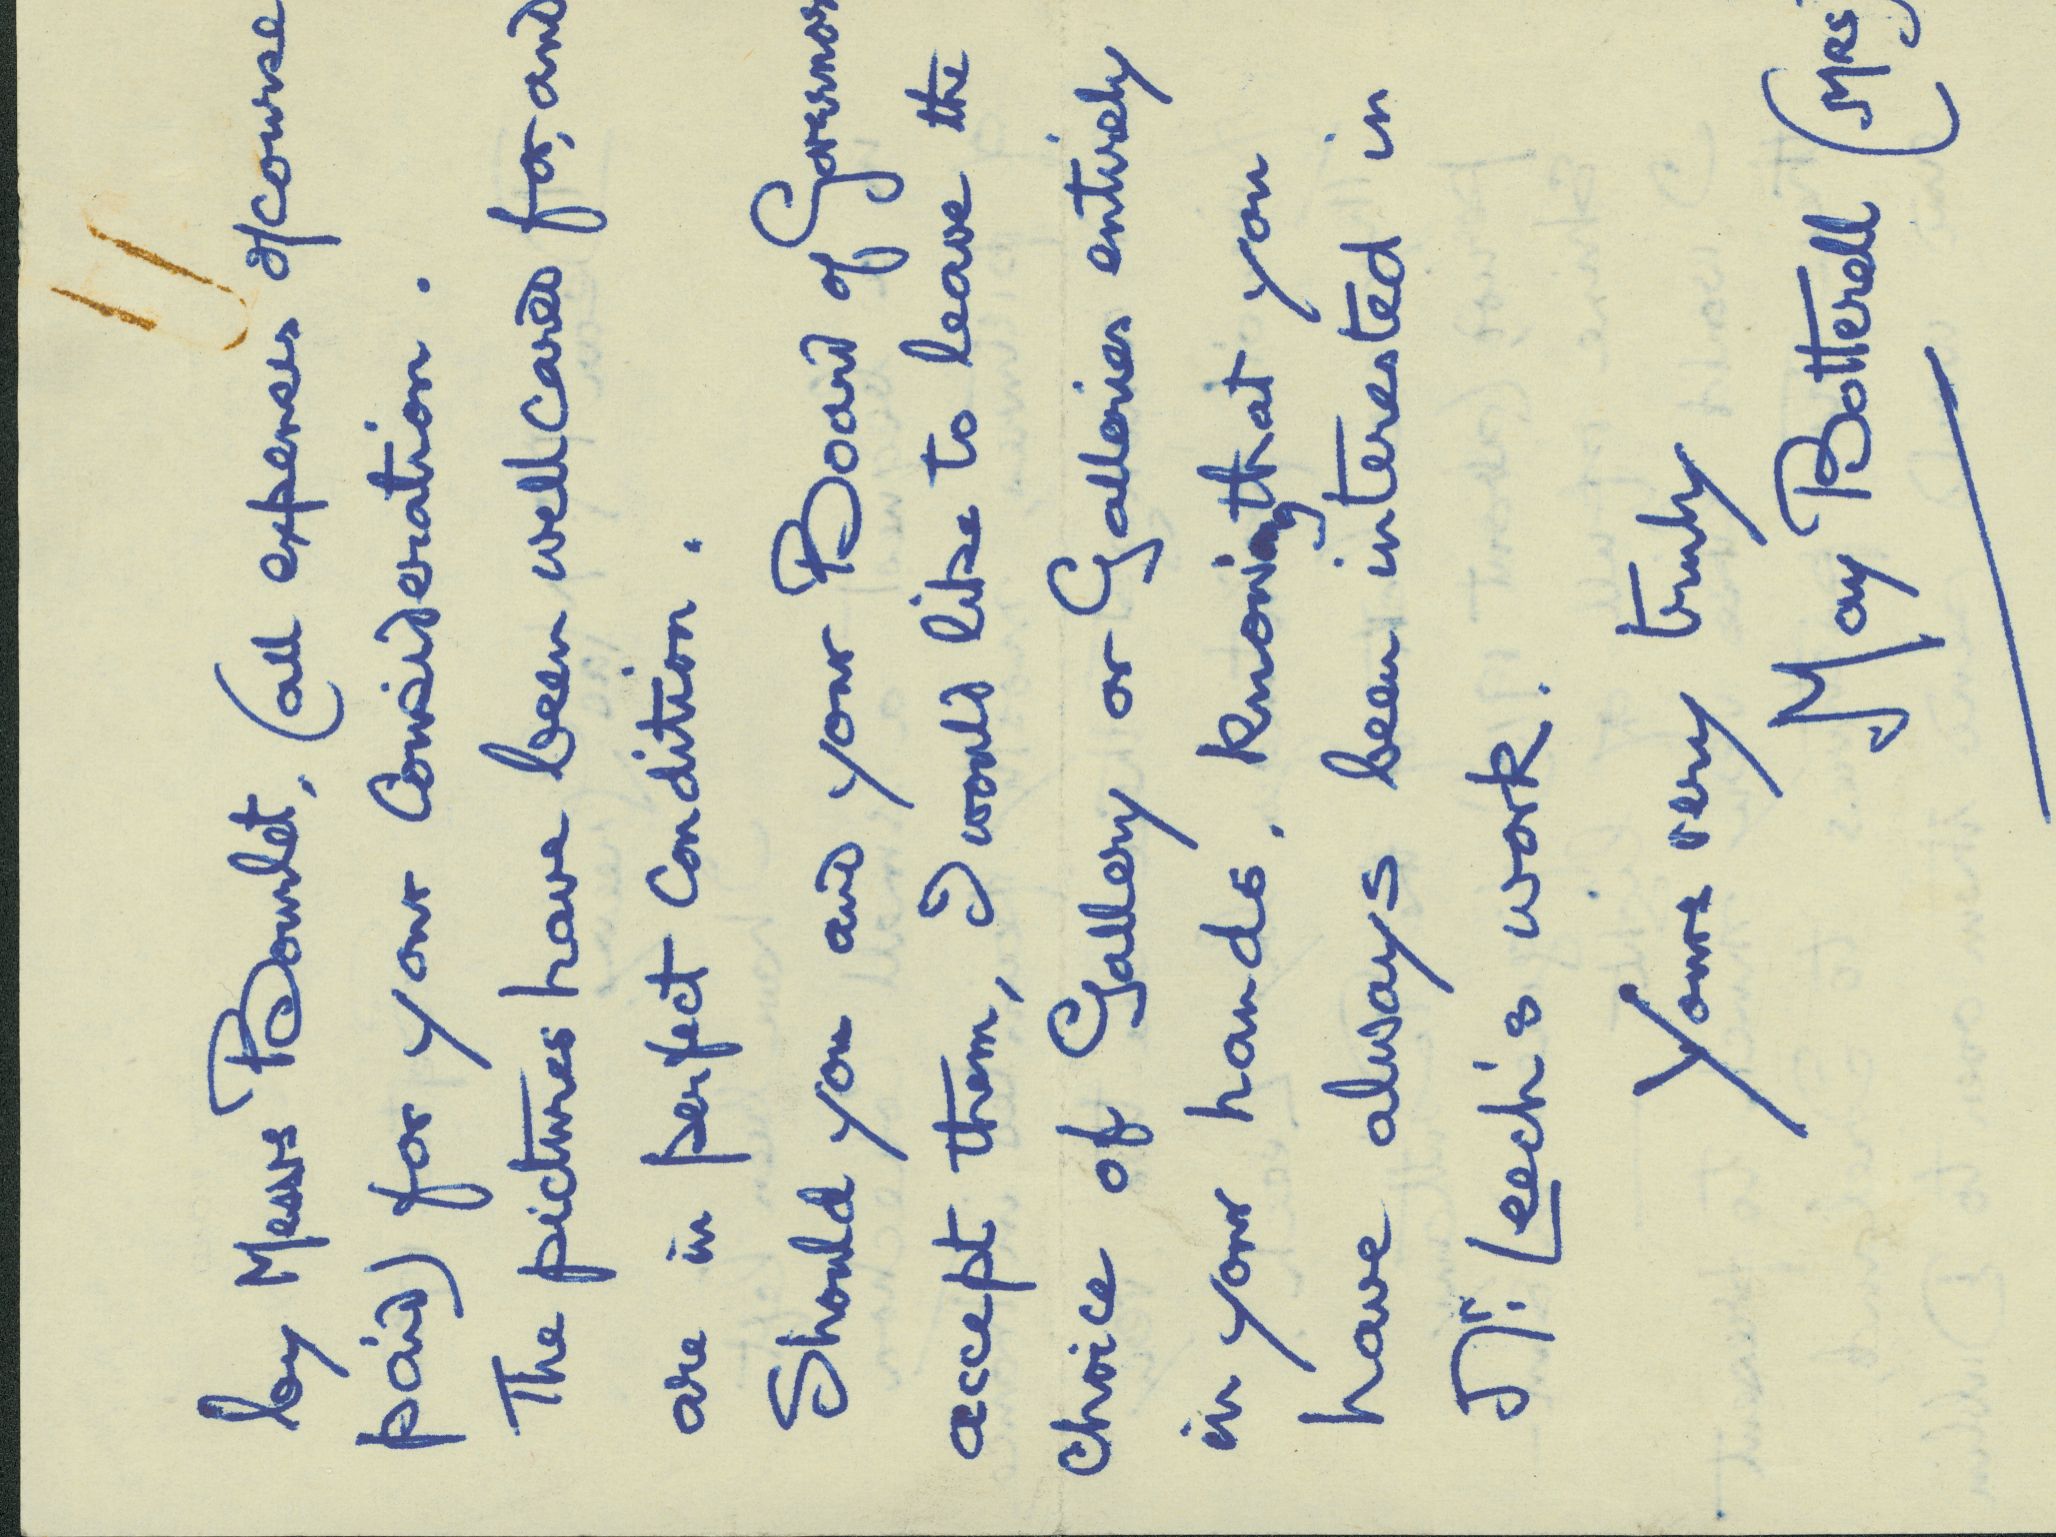 by Messrs Bourlet. (all expenses of course
paid) for your consideration.
The pictures have been well cared for, and
are in perfect condition.
Should you and your Board of Governors
accept them, I would like to leave the
choice of Gallery or Galleries entirely
in your hands, knowing that you
have always been interested in
Mr. Leech's work.
Yours very truly
May Botterell (Mrs)